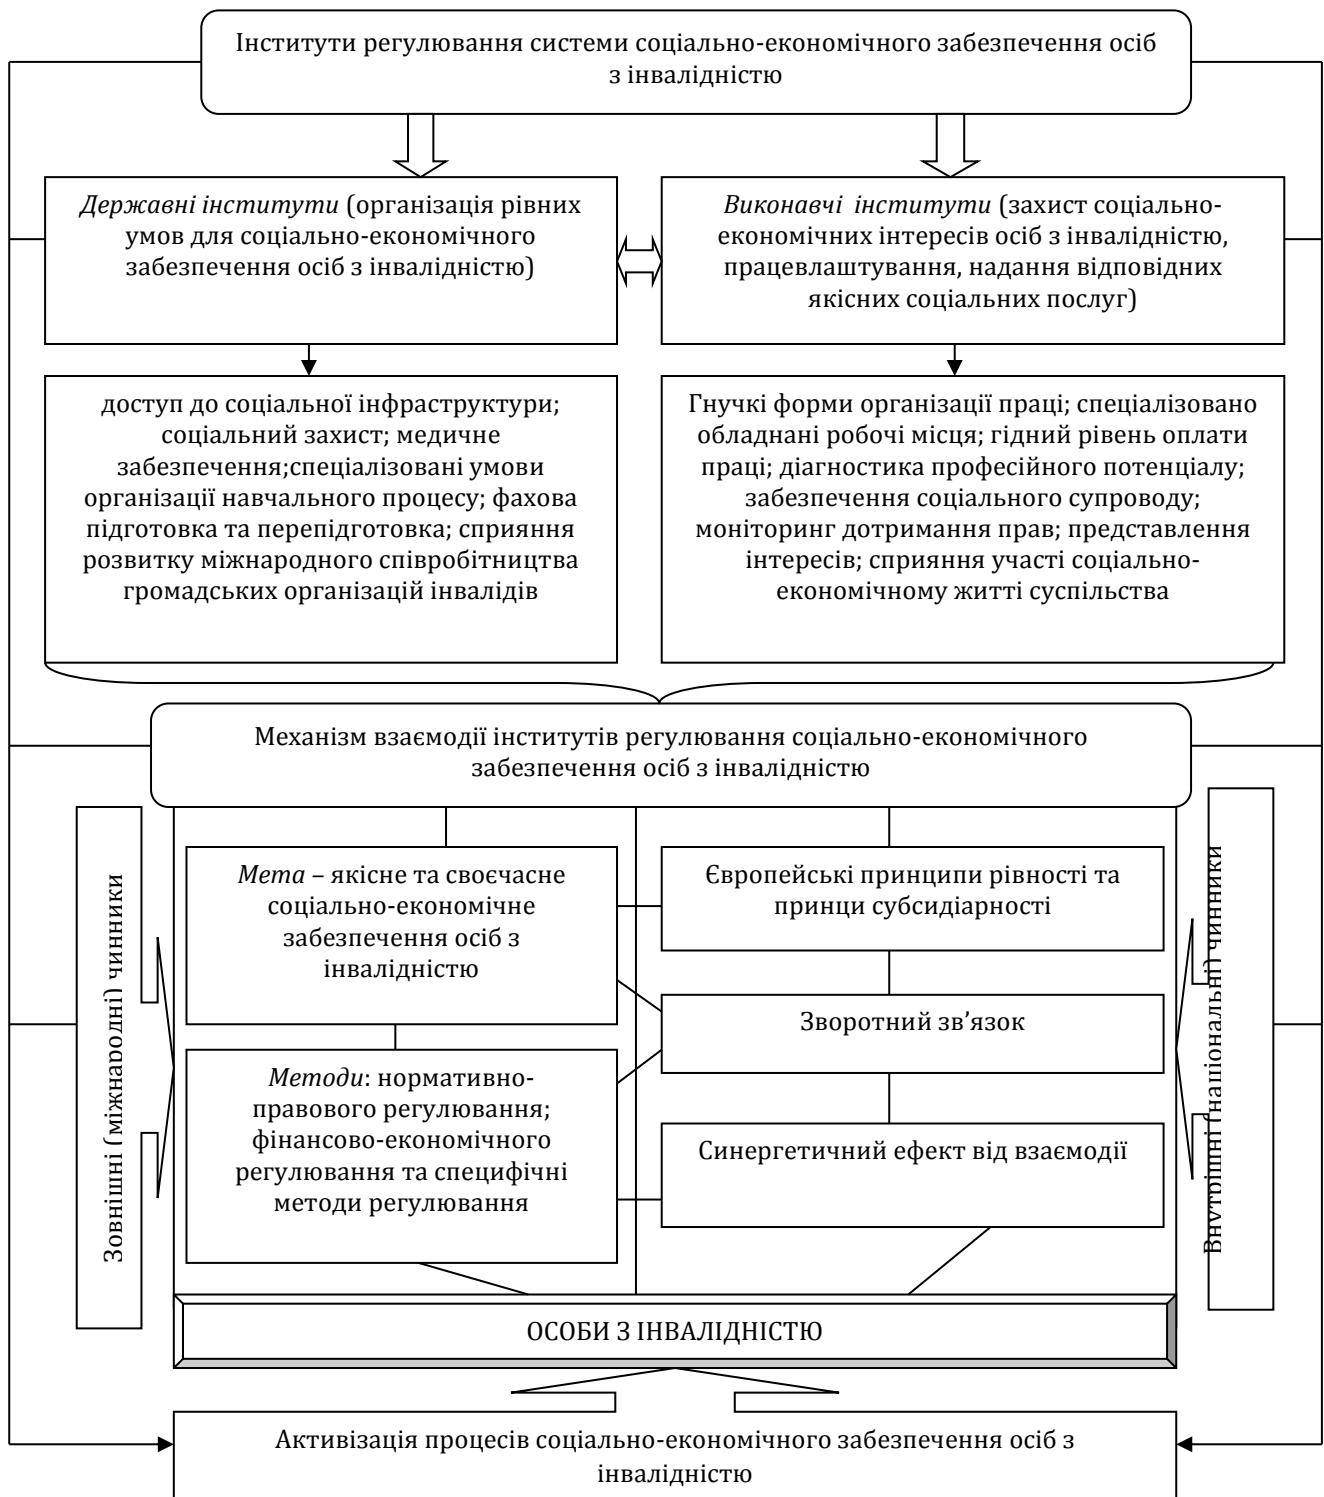 Інститути регулювання системи соціально-економічного забезпечення осіб
з інвалідністю
Державні інститути (організація рівних
умов для соціально-економічного
забезпечення осіб з інвалідністю)
Виконавчі інститути (захист соціально-
економічних інтересів осіб з інвалідністю,
працевлаштування, надання відповідних
якісних соціальних послуг)
доступ до соціальної інфраструктури;
соціальний захист; медичне
забезпечення;спеціалізовані умови
організації навчального процесу; фахова
підготовка та перепідготовка; сприяння
розвитку міжнародного співробітництва
громадських організацій інвалідів
Гнучкі форми організації праці; спеціалізовано
обладнані робочі місця; гідний рівень оплати
праці; діагностика професійного потенціалу;
забезпечення соціального супроводу;
моніторинг дотримання прав; представлення
інтересів; сприяння участі соціально-
економічному житті суспільства
Механізм взаємодії інститутів регулювання соціально-економічного
забезпечення осіб з інвалідністю
Зовнішні (міжнародні) чинники
Мета – якісне та своєчасне
соціально-економічне
забезпечення осіб з
інвалідністю
Методи: нормативно-
правового регулювання;
фінансово-економічного
регулювання та специфічні
методи регулювання
Європейські принципи рівності та
принци субсидіарності
Зворотний зв’язок
Синергетичний ефект від взаємодії
Внутрішні (національні) чинники
ОСОБИ З ІНВАЛІДНІСТЮ
Активізація процесів соціально-економічного забезпечення осіб з
інвалідністю